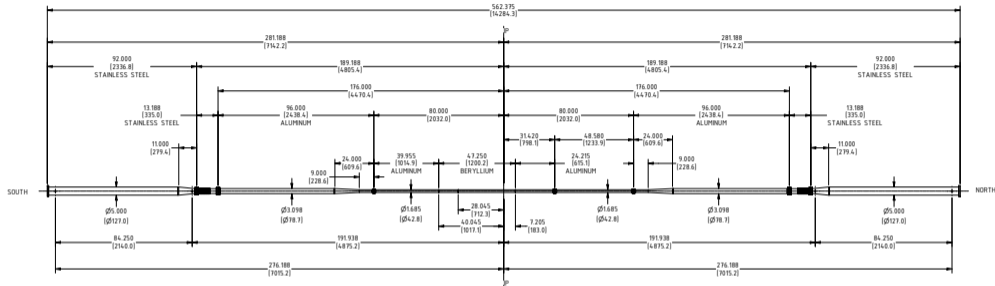 562.375
(14284.3)
IP
281.188
(7142.2)
281.188
(7142.2)
92.000
(2336.8)
STAINLESS STEEL
189.188
(4805.4)
189.188
(4805.4)
92.000
(2336.8)
STAINLESS STEEL
176.000
(4470.4)
176.000
(4470.4)
13.188
(335.0)
STAINLESS STEEL
96.000
(2438.4)
ALUMINUM
80.000
(2032.0)
80.000
(2032.0)
96.000
(2438.4)
ALUMINUM
13.188
(335.0)
STAINLESS STEEL
31.420
(798.1)
48.580
(1233.9)
24.000
(609.6)
11.000
(279.4)
24.000
(609.6)
39.955
(1014.9)
ALUMINUM
47.250
(1200.2)
BERYLLIUM
24.215
(615.1)
ALUMINUM
11.000
(279.4)
9.000
(228.6)
9.000
(228.6)
SOUTH
NORTH
Ø5.000
(Ø127.0)
Ø3.098
(Ø78.7)
Ø1.685
(Ø42.8)
28.045
(712.3)
Ø1.685
(Ø42.8)
Ø3.098
(Ø78.7)
Ø5.000
(Ø127.0)
40.045
(1017.1)
7.205
(183.0)
84.250
(2140.0)
191.938
(4875.2)
191.938
(4875.2)
84.250
(2140.0)
276.188
(7015.2)
276.188
(7015.2)
IP